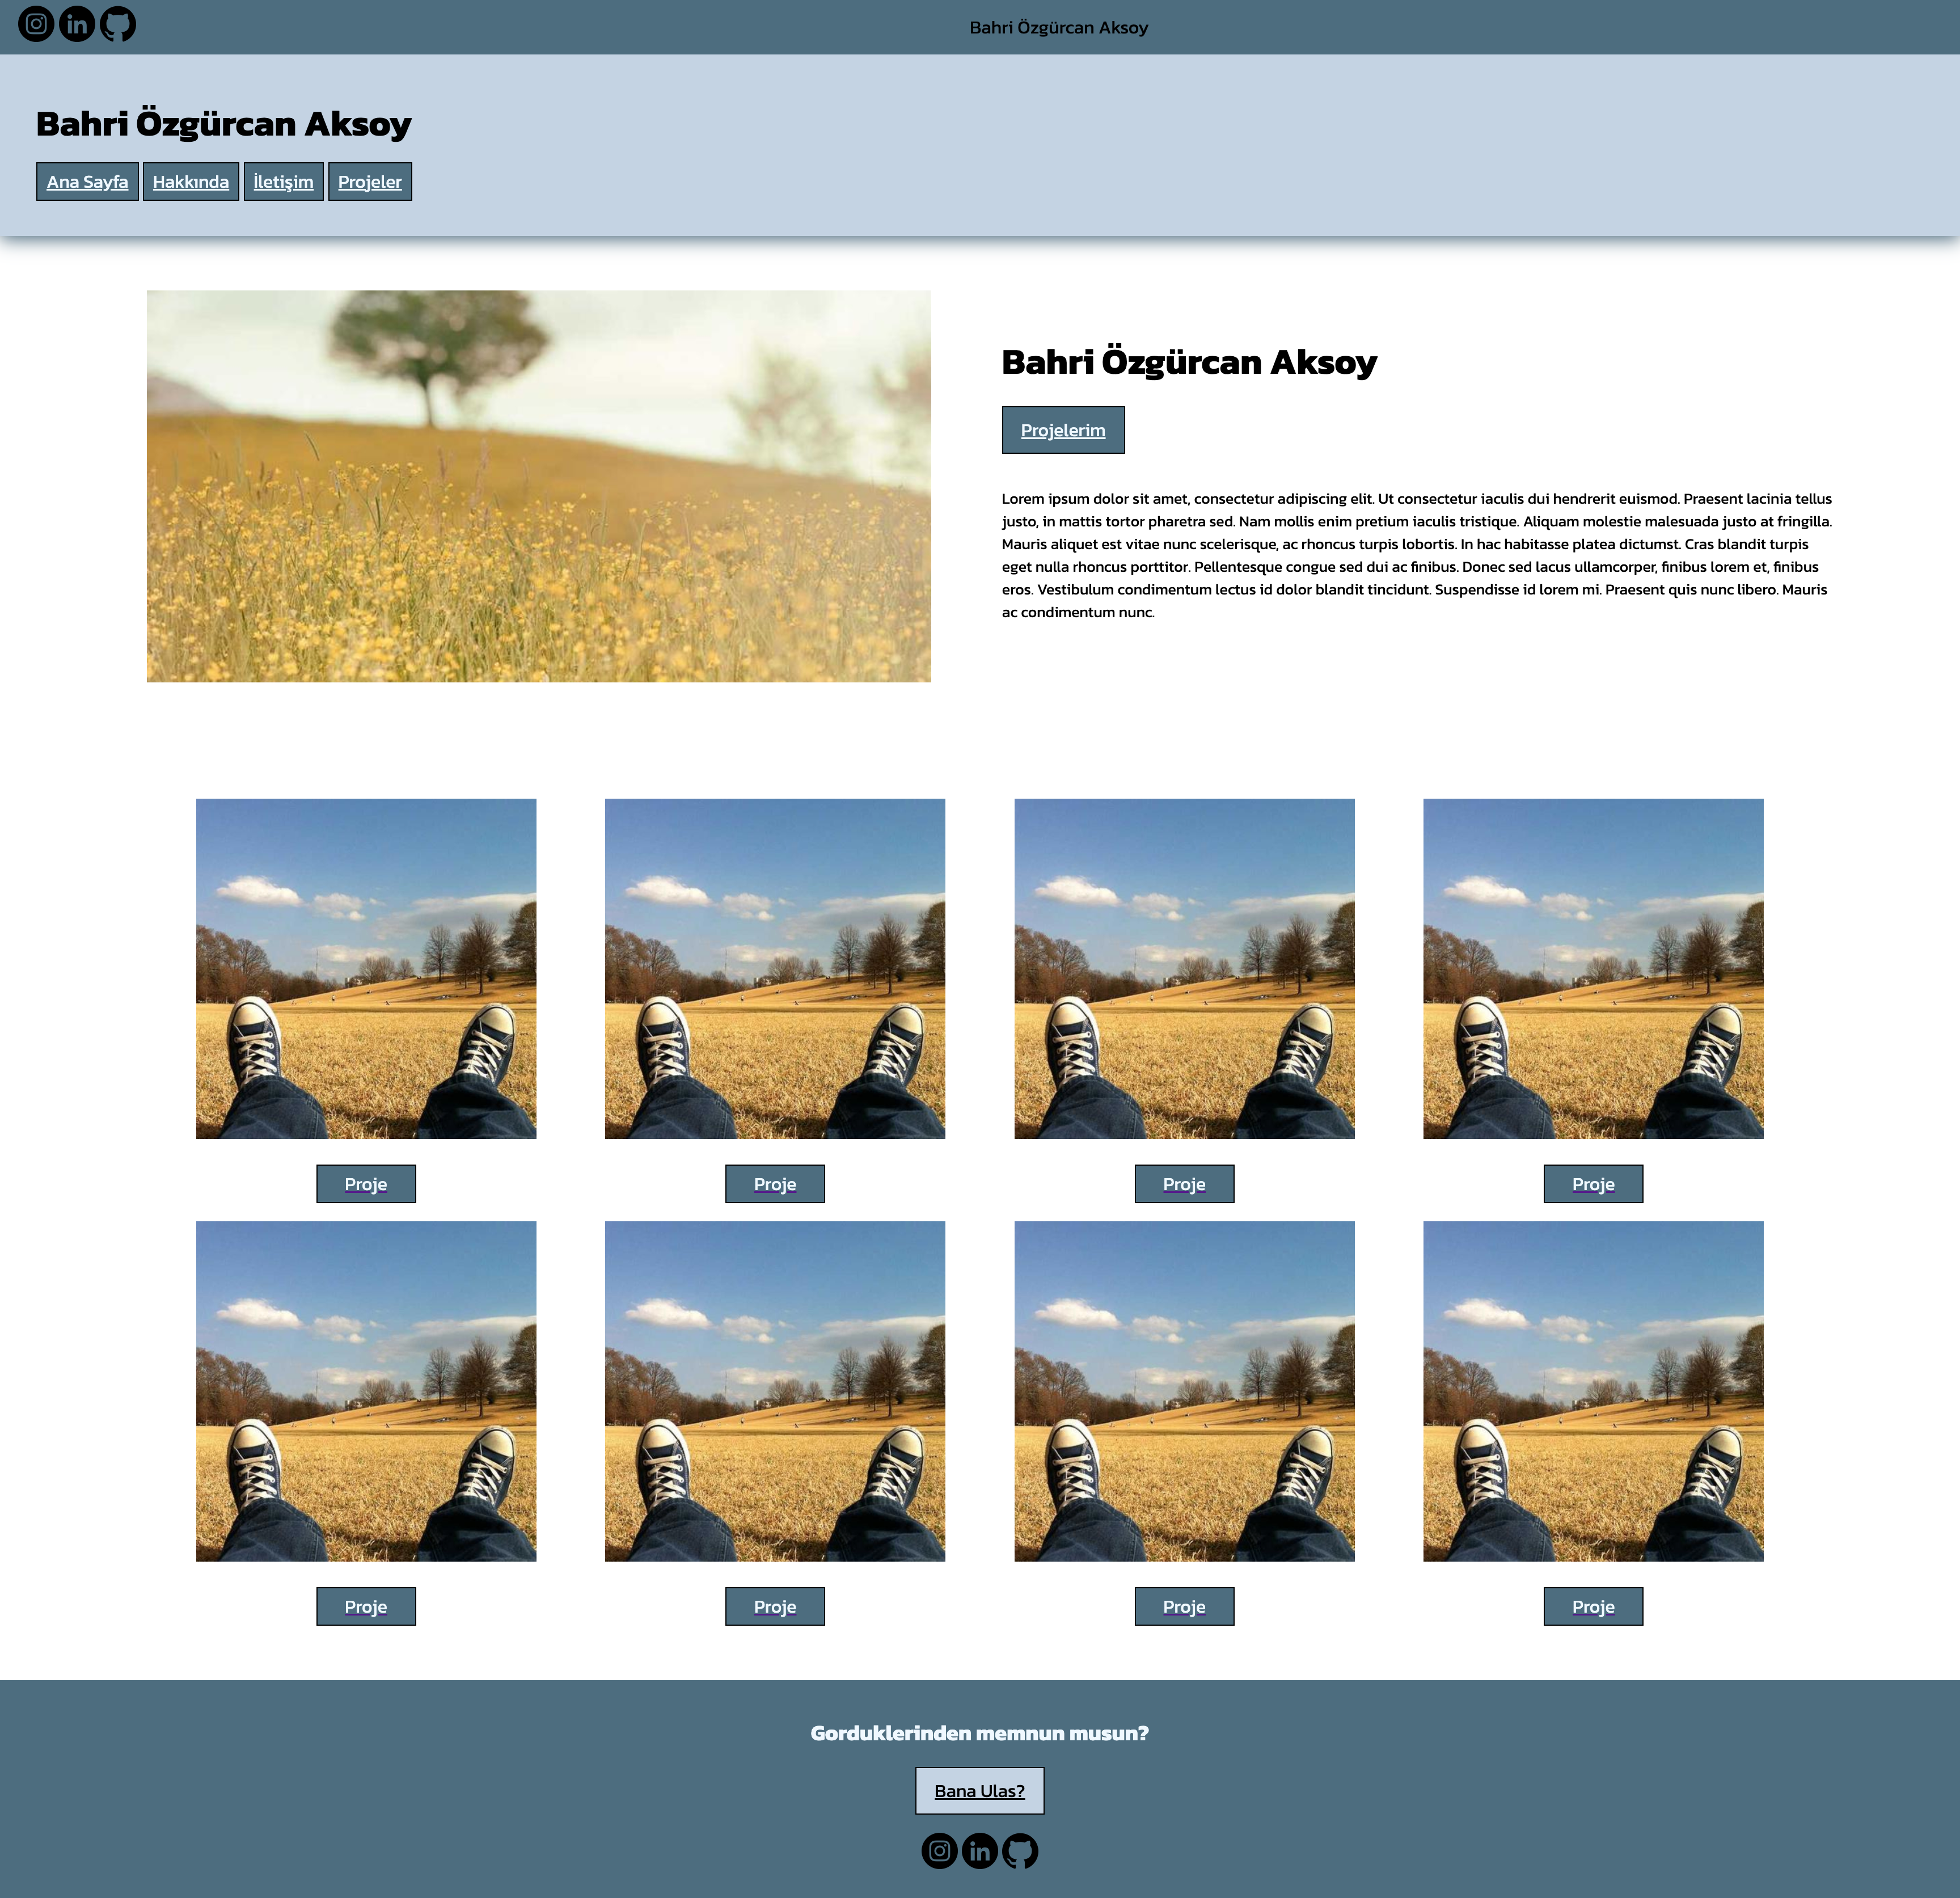 Bahri Özgürcan Aksoy
Bahri Özgürcan Aksoy
Ana Sayfa Hakkında İletişim Projeler
Bahri Özgürcan Aksoy
Projelerim
Lorem ipsum dolor sit amet, consectetur adipiscing elit. Ut consectetur iaculis dui hendrerit euismod. Praesent lacinia tellus
justo, in mattis tortor pharetra sed. Nam mollis enim pretium iaculis tristique. Aliquam molestie malesuada justo at fringilla.
Mauris aliquet est vitae nunc scelerisque, ac rhoncus turpis lobortis. In hac habitasse platea dictumst. Cras blandit turpis
eget nulla rhoncus porttitor. Pellentesque congue sed dui ac finibus. Donec sed lacus ullamcorper, finibus lorem et, finibus
eros. Vestibulum condimentum lectus id dolor blandit tincidunt. Suspendisse id lorem mi. Praesent quis nunc libero. Mauris
ac condimentum nunc.
Proje Proje Proje Proje
Proje Proje Proje Proje
Gorduklerinden memnun musun?
Bana Ulas?